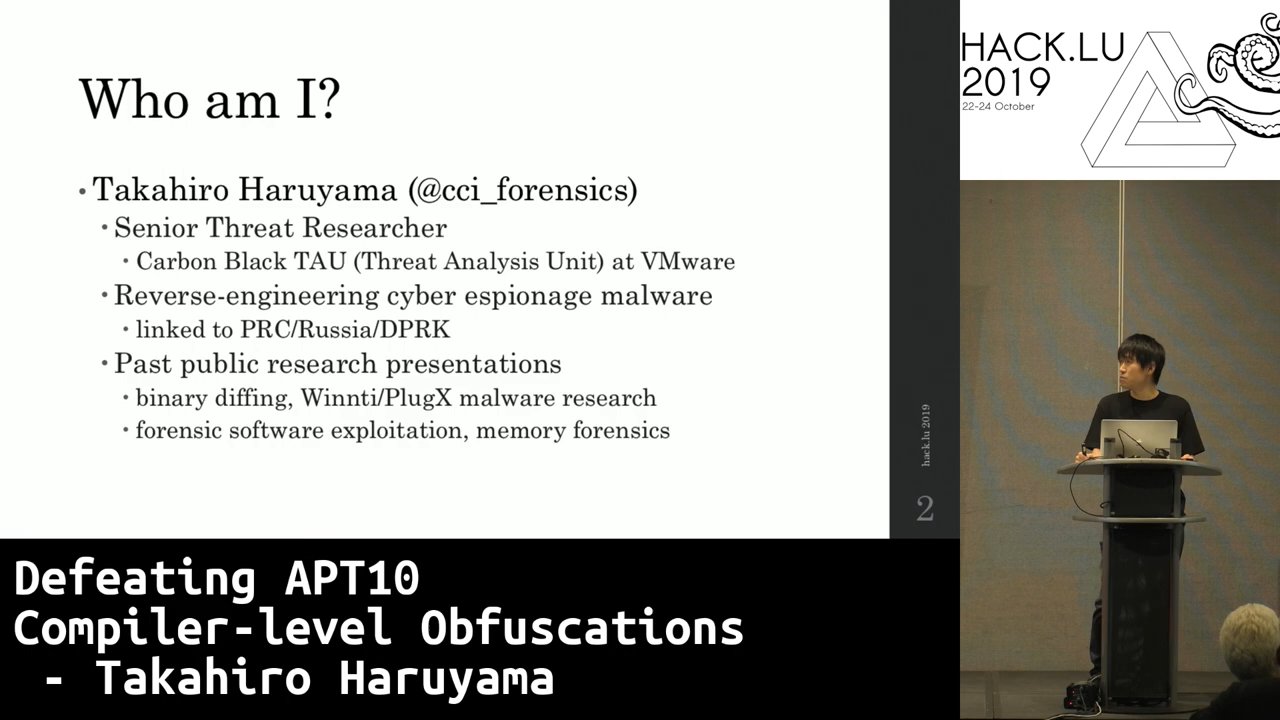 Who am I?
• Takahiro Haruyama (@cci_forensics)
• Senior Threat Researcher
• Carbon Black TAU (Threat Analysis Unit) at VMware
• Reverse-engineering cyber espionage malware
• linked to PRC/Russia/DPRK
• Past public research presentations
• binary diffing, Winnti/PlugX malware research
• forensic software exploitation, memory forensics
hack.lu 2019
2
HACK.LU
2019
22-24 October
Defeating APT10
Compiler-level Obfuscations
- Takahiro Haruyama